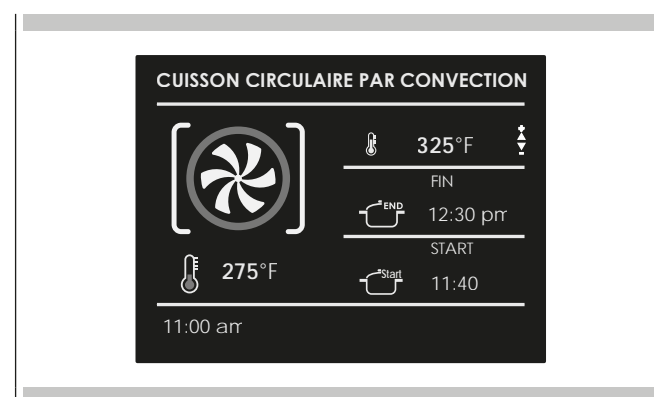 CUISSON CIRCULAIRE PAR CONVECTION
325°F
FIN
END
12:30 pm
START
Start
11:40
275°F
11:00 am